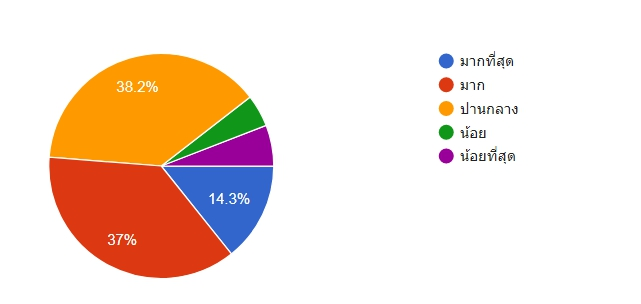 38.2%
37%
14.3%
มากที่สุด
มาก
ปานกลาง
น้อย
น้อยที่สุด